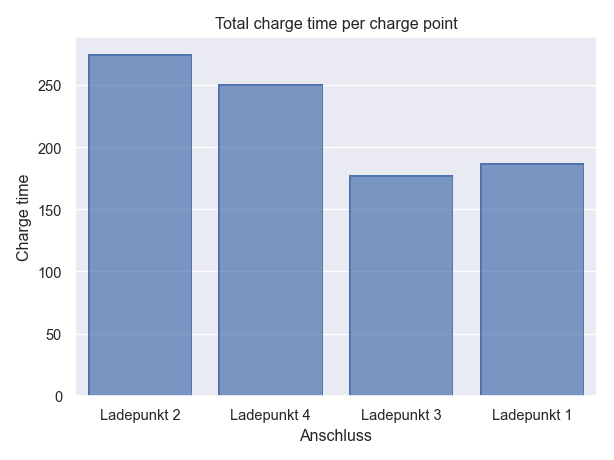 Total charge time per charge point
Charge time
250
200
150
100
50
0
Ladepunkt 2
Ladepunkt 4
Ladepunkt 3
Ladepunkt 1
Anschluss